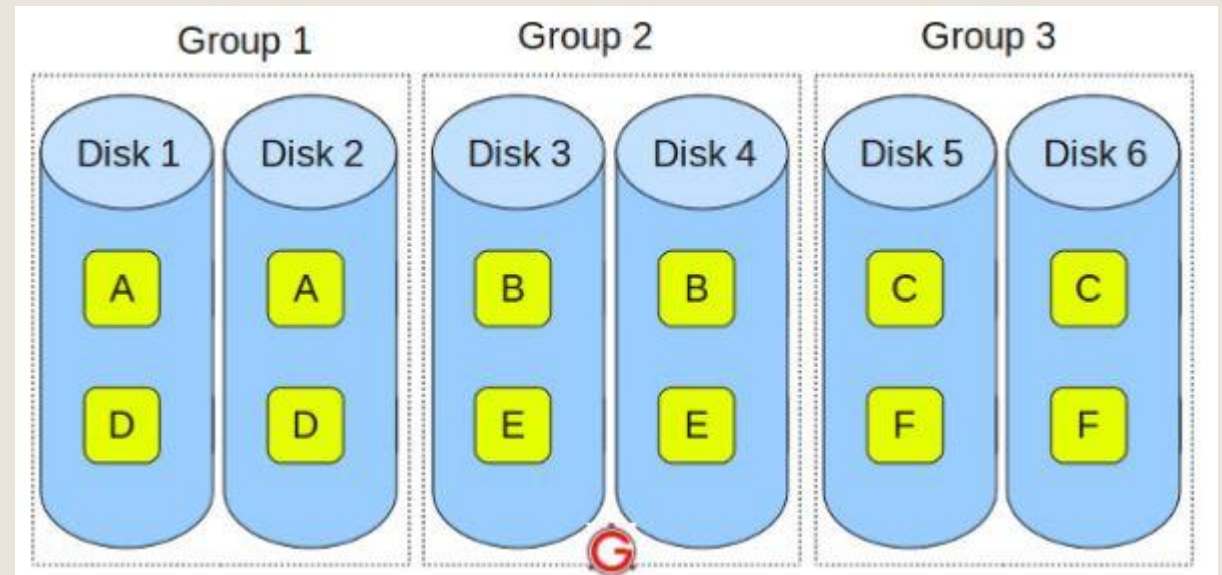 Group 1 Group 2 Group 3
Disk 1 Disk 2 Disk 3 Disk 4 Disk 5 Disk 6
A A B B C C
D D E E F F
G